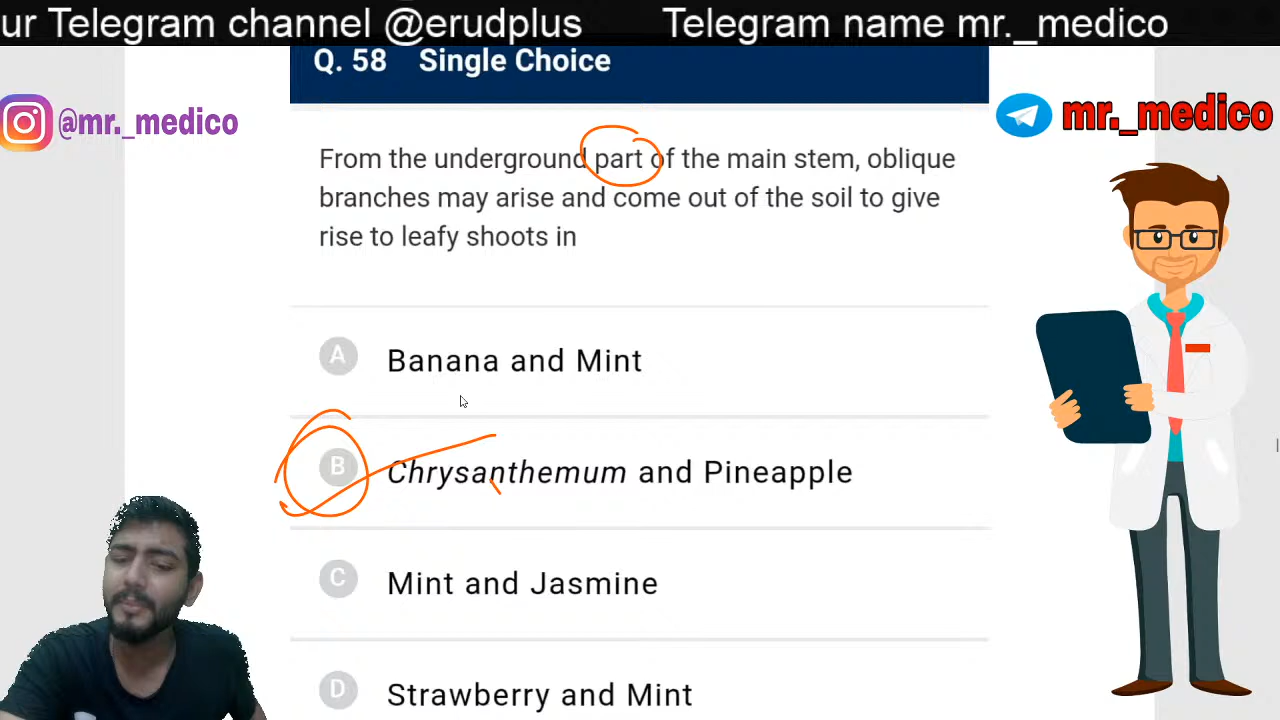 ur Telegram channel @erudplus Telegram name mr._medico
Q. 58 Single Choice
@mr._medico
mr._medico
From the underground part of the main stem, oblique
branches may arise and come out of the soil to give
rise to leafy shoots in
A Banana and Mint
B Chrysanthemum and Pineapple
C Mint and Jasmine
D Strawberry and Mint